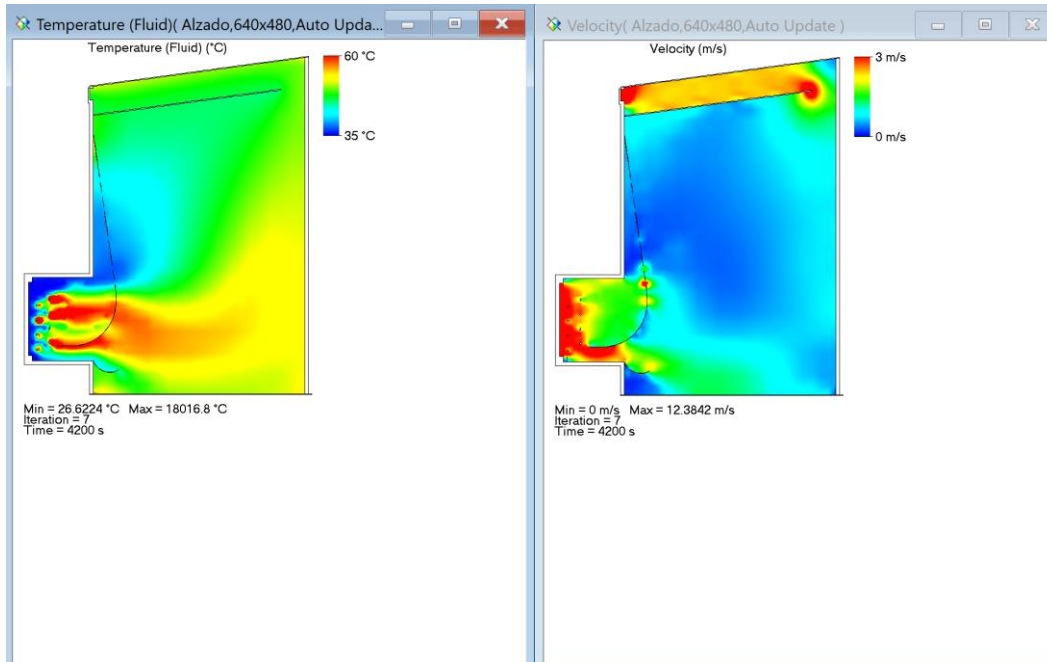 Temperature (Fluid)( Alzado,640x480,Auto Upda...
Temperature (Fluid) (°C)
60 °C
35 °C
Min = 26.6224 °C Max = 18016.8 °C
Iteration = 7
Time = 4200 s
Velocity( Alzado,640x480,Auto Update )
Velocity (m/s)
3 m/s
0 m/s
Min = 0 m/s Max = 12.3842 m/s
Iteration = 7
Time = 4200 s